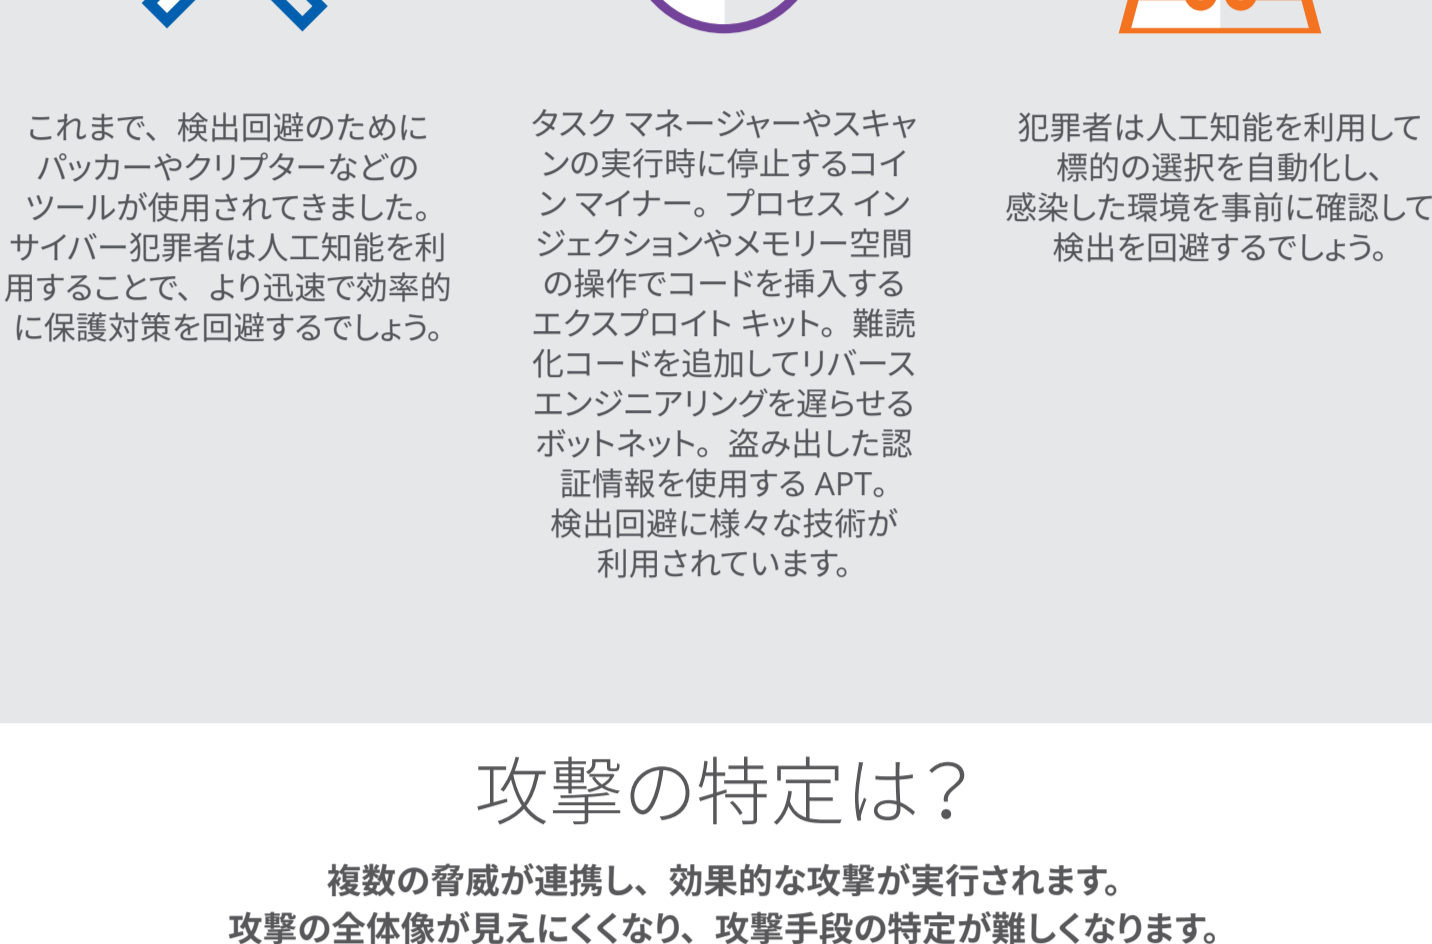 これまで、検出回避のために
パッカーやクリプターなどの
ツールが使用されてきました。
サイバー犯罪者は人工知能を利
用することで、より迅速で効率的
に保護対策を回避するでしょう。
タスク マネージャーやスキャ
ンの実行時に停止するコイ
ン マイナー。プロセス イン
ジェクションやメモリー空間
の操作でコードを挿入する
エクスプロイト キット。難読
化コードを追加してリバース
エンジニアリングを遅らせる
ボットネット。盗み出した認
証情報を使用する APT。
検出回避に様々な技術が
利用されています。
犯罪者は人工知能を利用して
標的の選択を自動化し、
感染した環境を事前に確認して
検出を回避するでしょう。
攻撃の特定は？
複数の脅威が連携し、効果的な攻撃が実行されます。
攻撃の全体像が見えにくくなり、攻撃手段の特定が難しくなります。